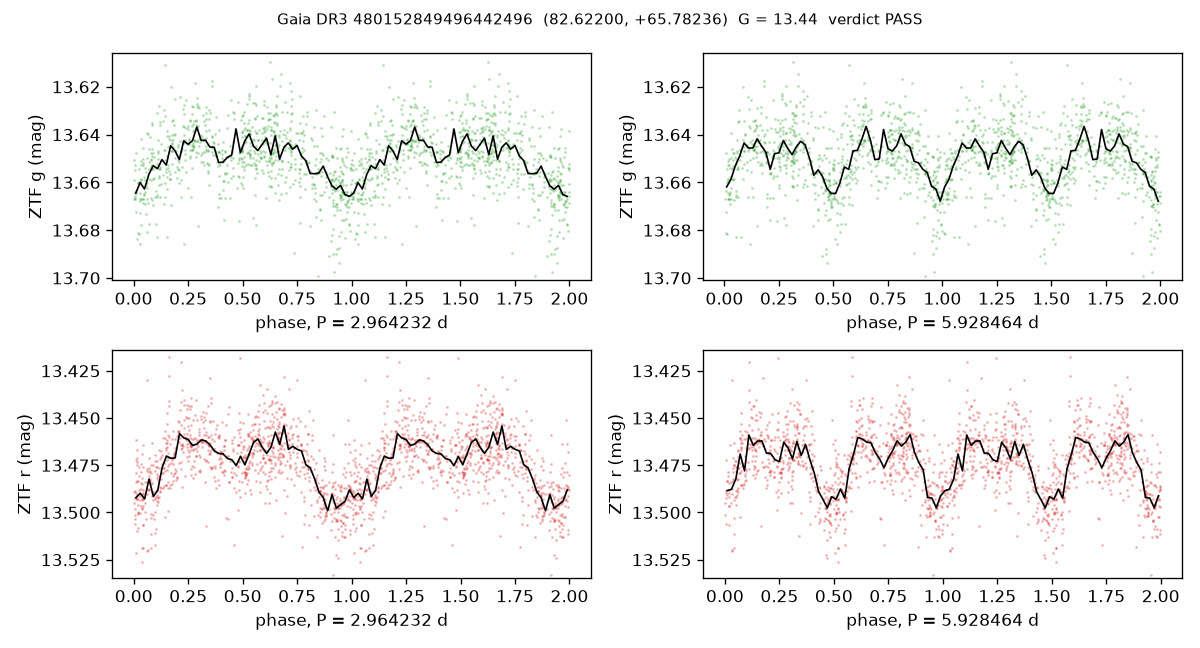 Gaia DR3 480152849496442496  (82.62200, +65.78236)  G = 13.44  verdict PASS
ZTF g (mag)
13.62
13.64
13.66
13.68
13.70
0.00 0.25 0.50 0.75 1.00 1.25 1.50 1.75 2.00
phase, P = 2.964232 d
ZTF g (mag)
13.62
13.64
13.66
13.68
13.70
0.00 0.25 0.50 0.75 1.00 1.25 1.50 1.75 2.00
phase, P = 5.928464 d
ZTF r (mag)
13.425
13.450
13.475
13.500
13.525
0.00 0.25 0.50 0.75 1.00 1.25 1.50 1.75 2.00
phase, P = 2.964232 d
ZTF r (mag)
13.425
13.450
13.475
13.500
13.525
0.00 0.25 0.50 0.75 1.00 1.25 1.50 1.75 2.00
phase, P = 5.928464 d